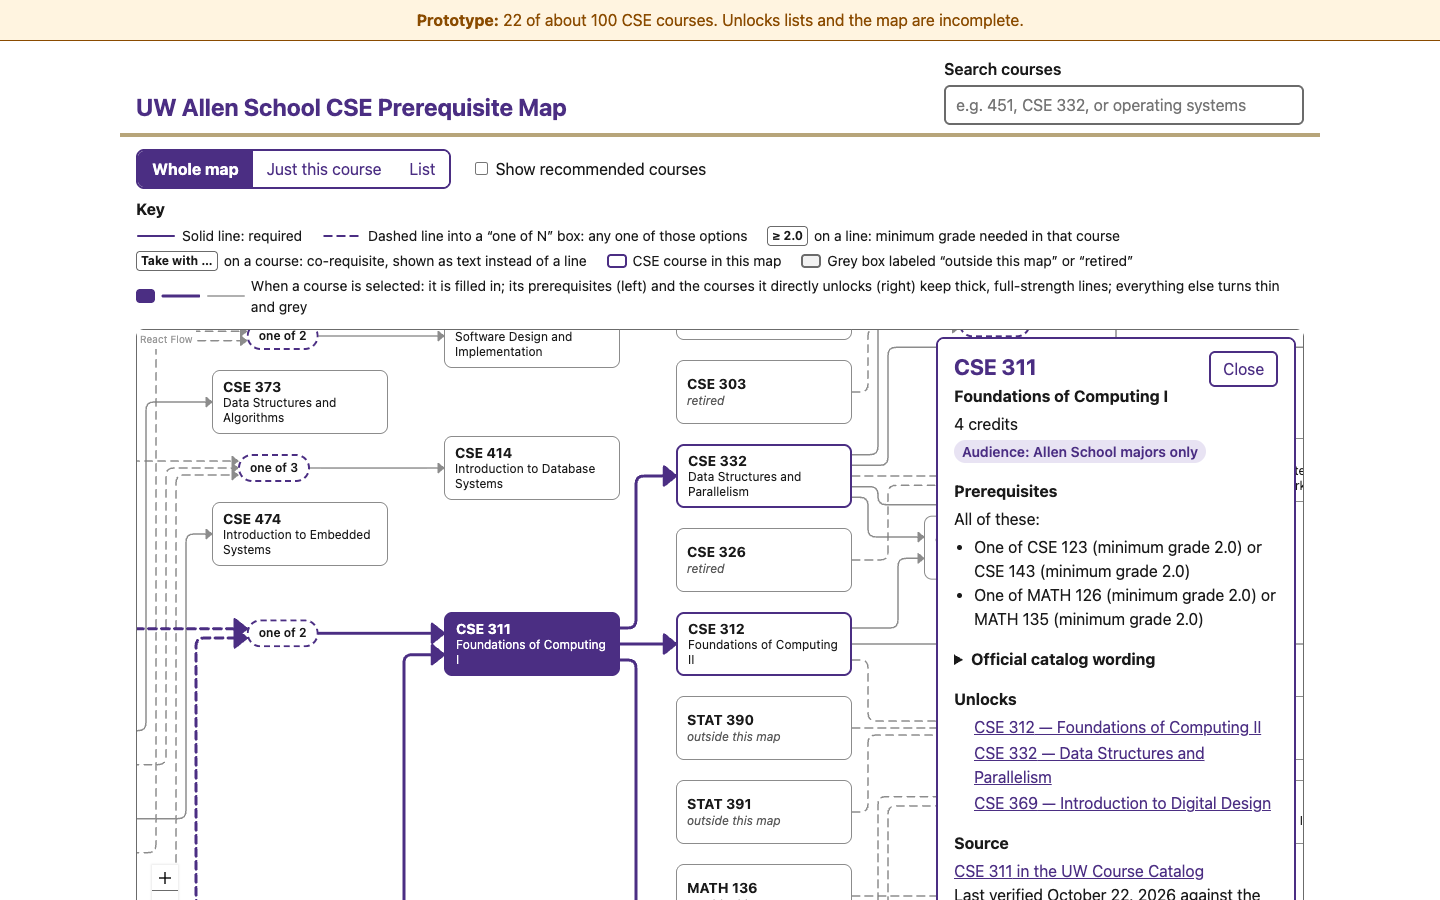 Prototype: 22 of about 100 CSE courses. Unlocks lists and the map are incomplete.
Search courses
UW Allen School CSE Prerequisite Map
e.g. 451, CSE 332, or operating systems
Whole map
Just this course
List
Show recommended courses
Key
Solid line: required
Dashed line into a “one of N” box: any one of those options
≥ 2.0
on a line: minimum grade needed in that course
Take with ...
on a course: co-requisite, shown as text instead of a line
CSE course in this map
Grey box labeled “outside this map” or “retired”
When a course is selected: it is filled in; its prerequisites (left) and the courses it directly unlocks (right) keep thick, full-strength lines; everything else turns thin
and grey
React Flow
one of 2
Software Design and
Implementation
CSE 373
Data Structures and
Algorithms
one of 3
CSE 414
Introduction to Database
Systems
CSE 474
Introduction to Embedded
Systems
one of 2
CSE 311
Foundations of Computing
I
CSE 303
retired
CSE 332
Data Structures and
Parallelism
CSE 326
retired
CSE 312
Foundations of Computing
II
STAT 390
outside this map
STAT 391
outside this map
MATH 136
CSE 311
Close
Foundations of Computing I
4 credits
Audience: Allen School majors only
Prerequisites
All of these:
• One of CSE 123 (minimum grade 2.0) or
CSE 143 (minimum grade 2.0)
• One of MATH 126 (minimum grade 2.0) or
MATH 135 (minimum grade 2.0)
Official catalog wording
Unlocks
CSE 312 — Foundations of Computing II
CSE 332 — Data Structures and
Parallelism
CSE 369 — Introduction to Digital Design
Source
CSE 311 in the UW Course Catalog
Last verified October 22, 2026 against the